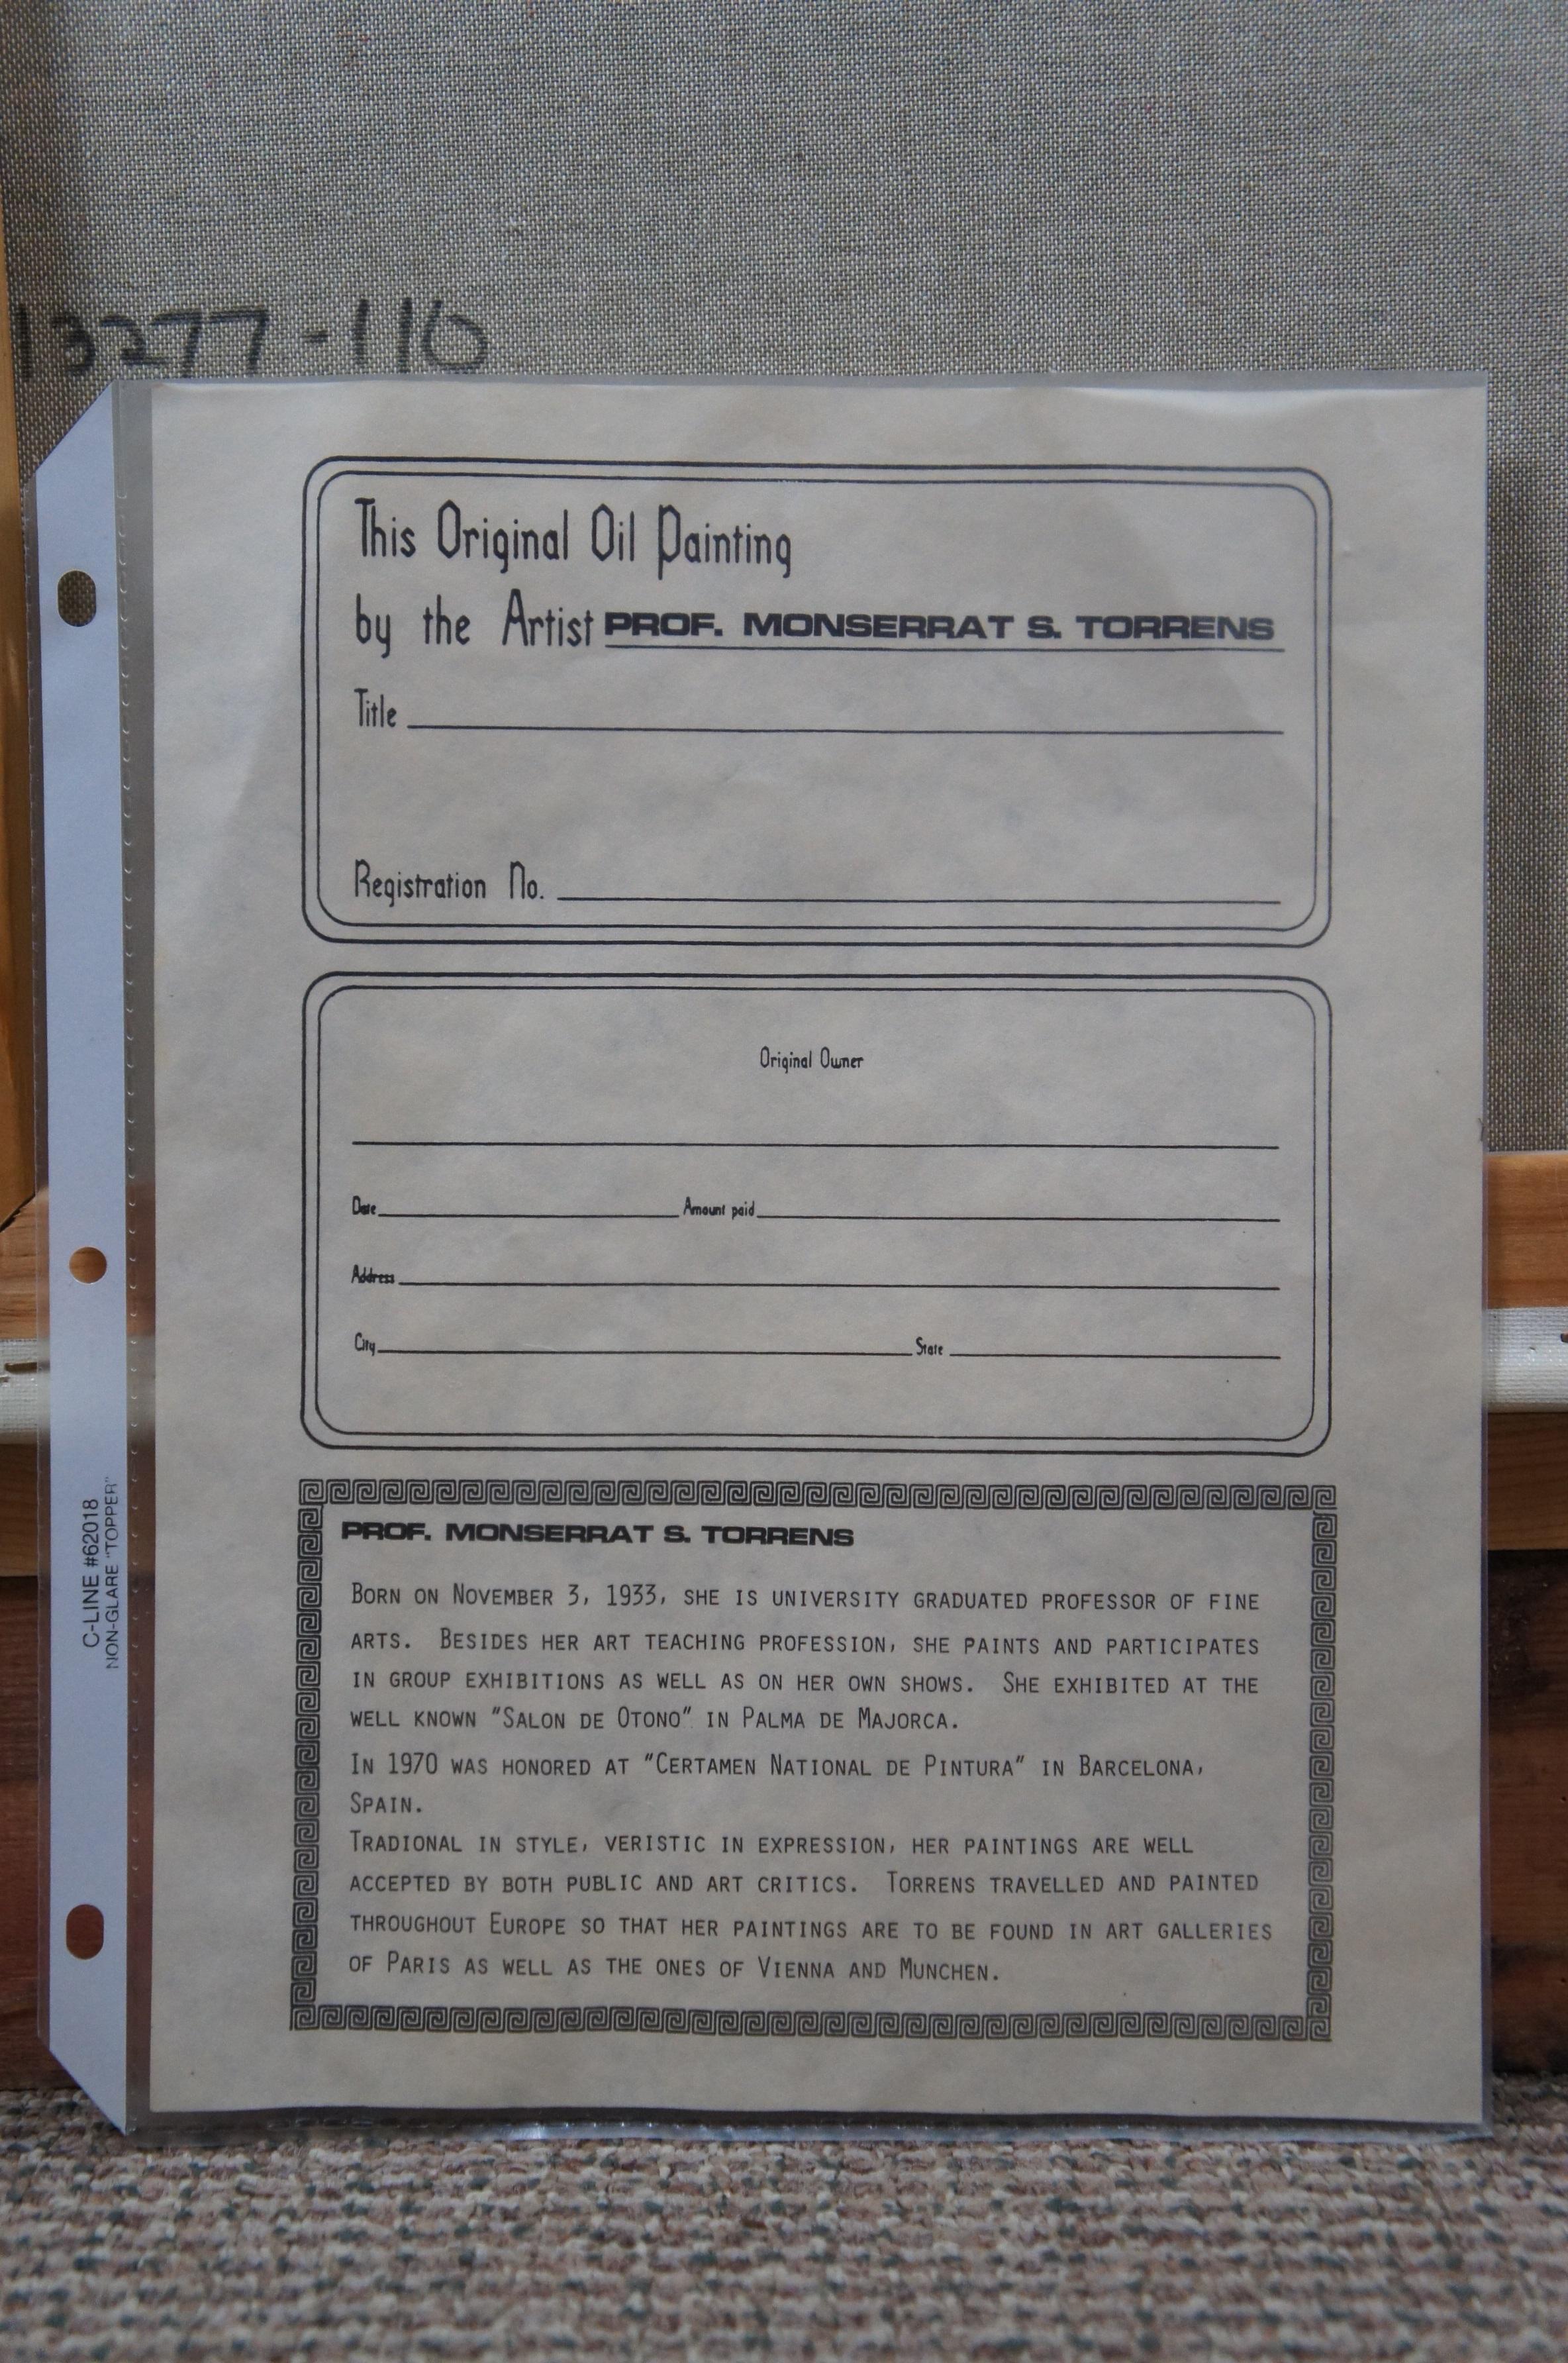 13277-110
This Original Oil Painting
by the Artist PROF. MONSERRAT S. TORRENS
Title
Registration No.
Original Owner
Date Amount paid
Address
City State
C-LINE #62018
NON-GLARE "TOPPER"
PROF. MONSERRAT S. TORRENS
BORN ON NOVEMBER 3, 1933, SHE IS UNIVERSITY GRADUATED PROFESSOR OF FINE
ARTS. BESIDES HER ART TEACHING PROFESSION, SHE PAINTS AND PARTICIPATES
IN GROUP EXHIBITIONS AS WELL AS ON HER OWN SHOWS. SHE EXHIBITED AT THE
WELL KNOWN "SALON DE OTONO" IN PALMA DE MAJORCA.
IN 1970 WAS HONORED AT "CERTAMEN NATIONAL DE PINTURA" IN BARCELONA,
SPAIN.
TRADIONAL IN STYLE, VERISTIC IN EXPRESSION, HER PAINTINGS ARE WELL
ACCEPTED BY BOTH PUBLIC AND ART CRITICS. TORRENS TRAVELLED AND PAINTED
THROUGHOUT EUROPE SO THAT HER PAINTINGS ARE TO BE FOUND IN ART GALLERIES
OF PARIS AS WELL AS THE ONES OF VIENNA AND MUNCHEN.